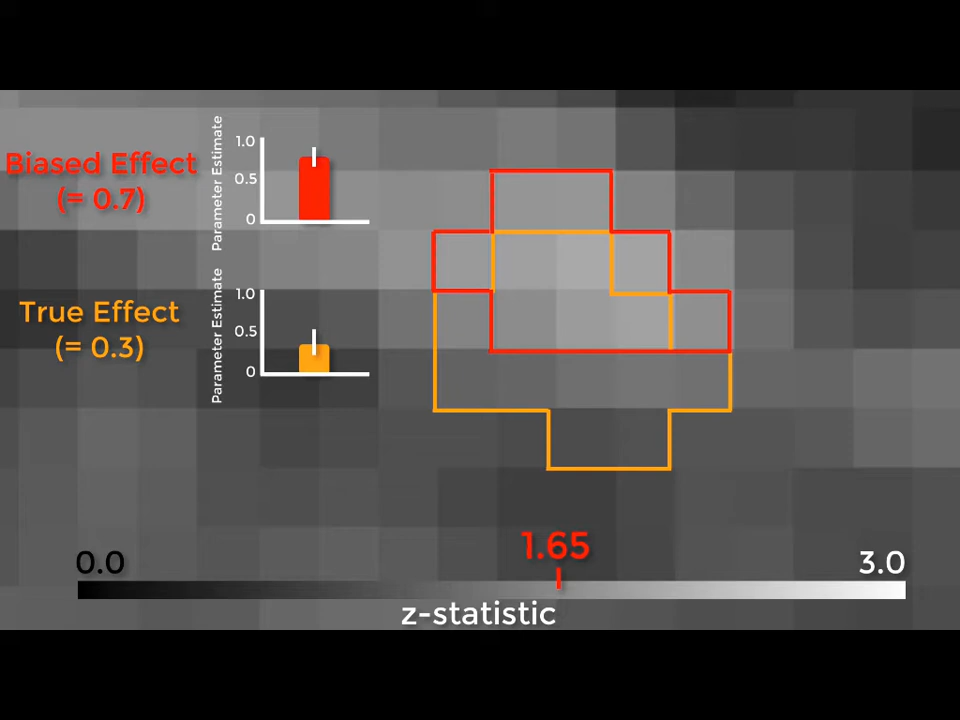 Biased Effect
(= 0.7)
Parameter Estimate
1.0
0.5
0
True Effect
(= 0.3)
Parameter Estimate
1.0
0.5
0
1.65
0.0
3.0
z-statistic